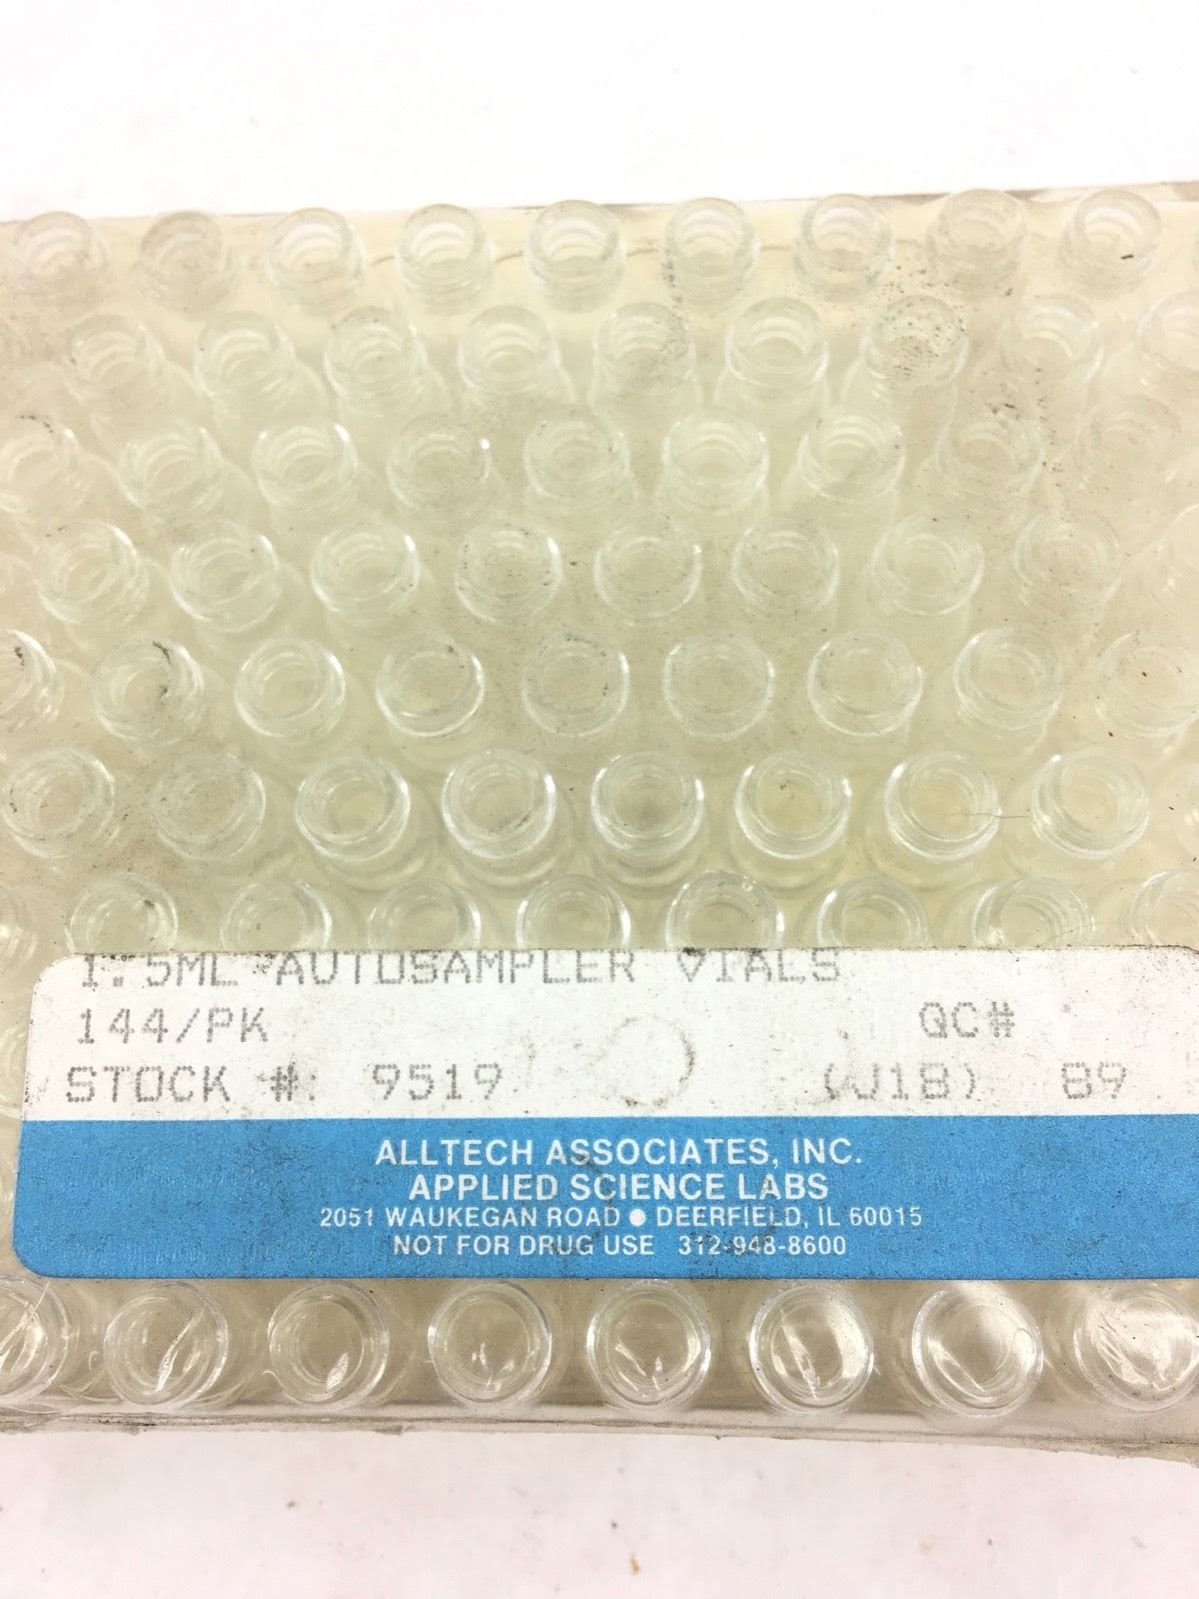 1.5ML AUTOSAMPLER VIALS
144/PK QC#
STOCK #: 9519 (J18) 89
ALLTECH ASSOCIATES, INC.
APPLIED SCIENCE LABS
2051 WAUKEGAN ROAD ● DEERFIELD, IL 60015
NOT FOR DRUG USE 312-948-8600